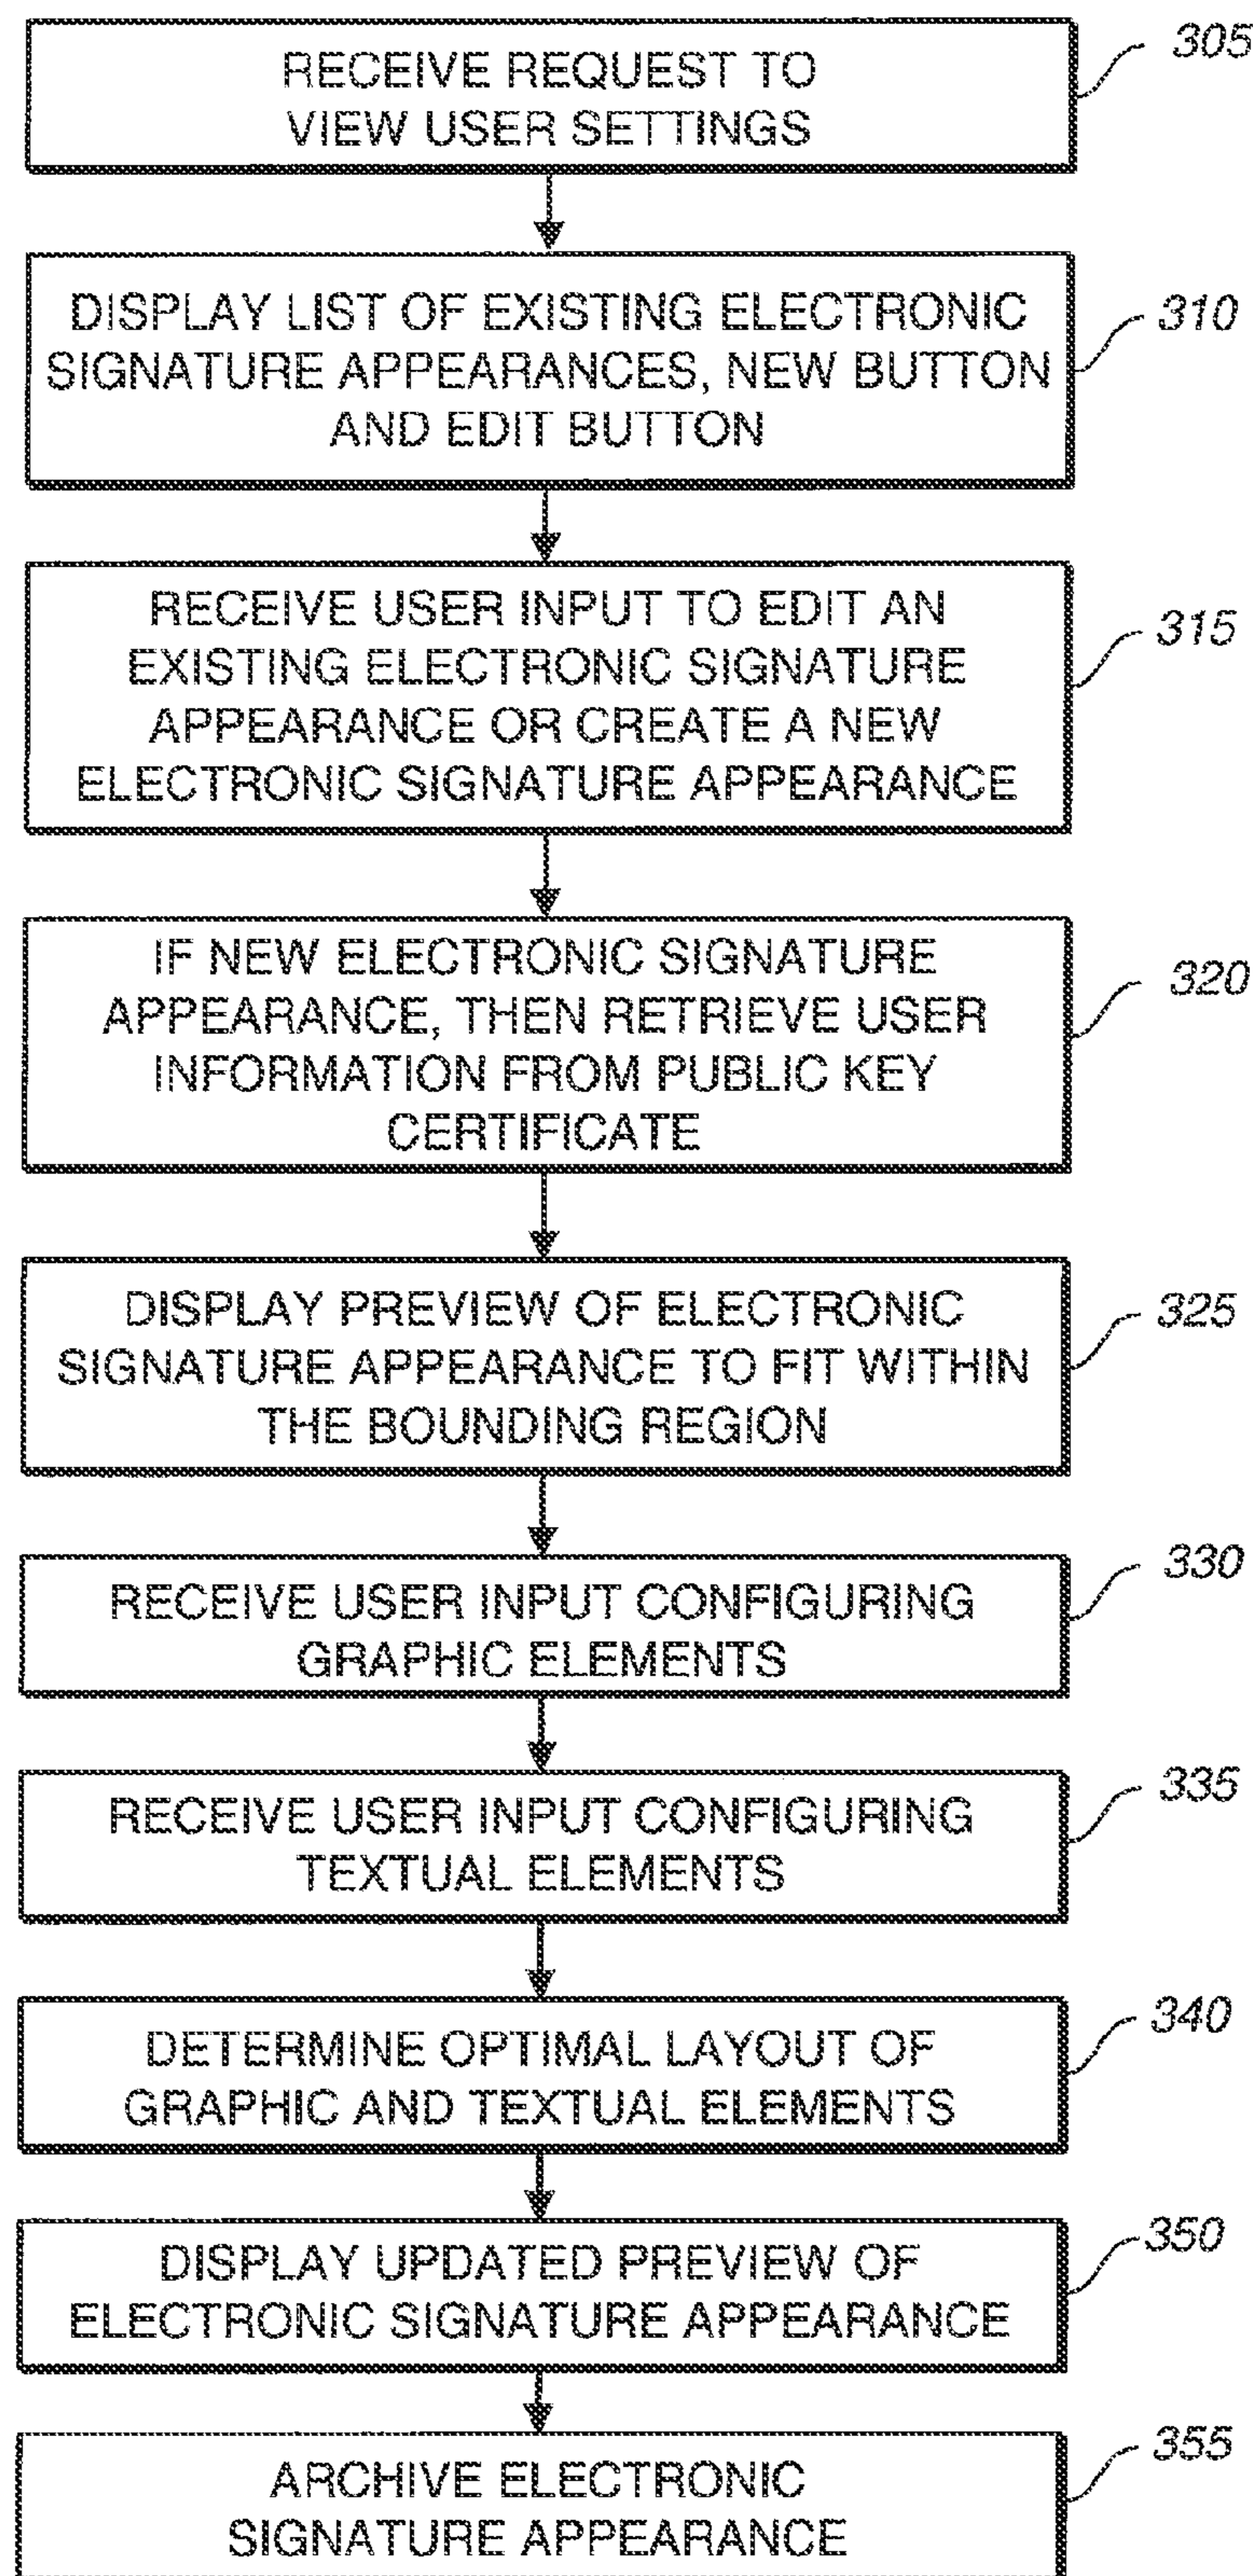 RECEIVE REQUEST TO
VIEW USER SETTINGS
305
DISPLAY LIST OF EXISTING ELECTRONIC
SIGNATURE APPEARANCES, NEW BUTTON
AND EDIT BUTTON
310
RECEIVE USER INPUT TO EDIT AN
EXISTING ELECTRONIC SIGNATURE
APPEARANCE OR CREATE A NEW
ELECTRONIC SIGNATURE APPEARANCE
315
IF NEW ELECTRONIC SIGNATURE
APPEARANCE, THEN RETRIEVE USER
INFORMATION FROM PUBLIC KEY
CERTIFICATE
320
DISPLAY PREVIEW OF ELECTRONIC
SIGNATURE APPEARANCE TO FIT WITHIN
THE BOUNDING REGION
325
RECEIVE USER INPUT CONFIGURING
GRAPHIC ELEMENTS
330
RECEIVE USER INPUT CONFIGURING
TEXTUAL ELEMENTS
335
DETERMINE OPTIMAL LAYOUT OF
GRAPHIC AND TEXTUAL ELEMENTS
340
DISPLAY UPDATED PREVIEW OF
ELECTRONIC SIGNATURE APPEARANCE
350
ARCHIVE ELECTRONIC
SIGNATURE APPEARANCE
355